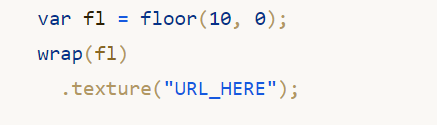 var fl = floor(10, 0);
wrap(fl)
  .texture("URL_HERE");